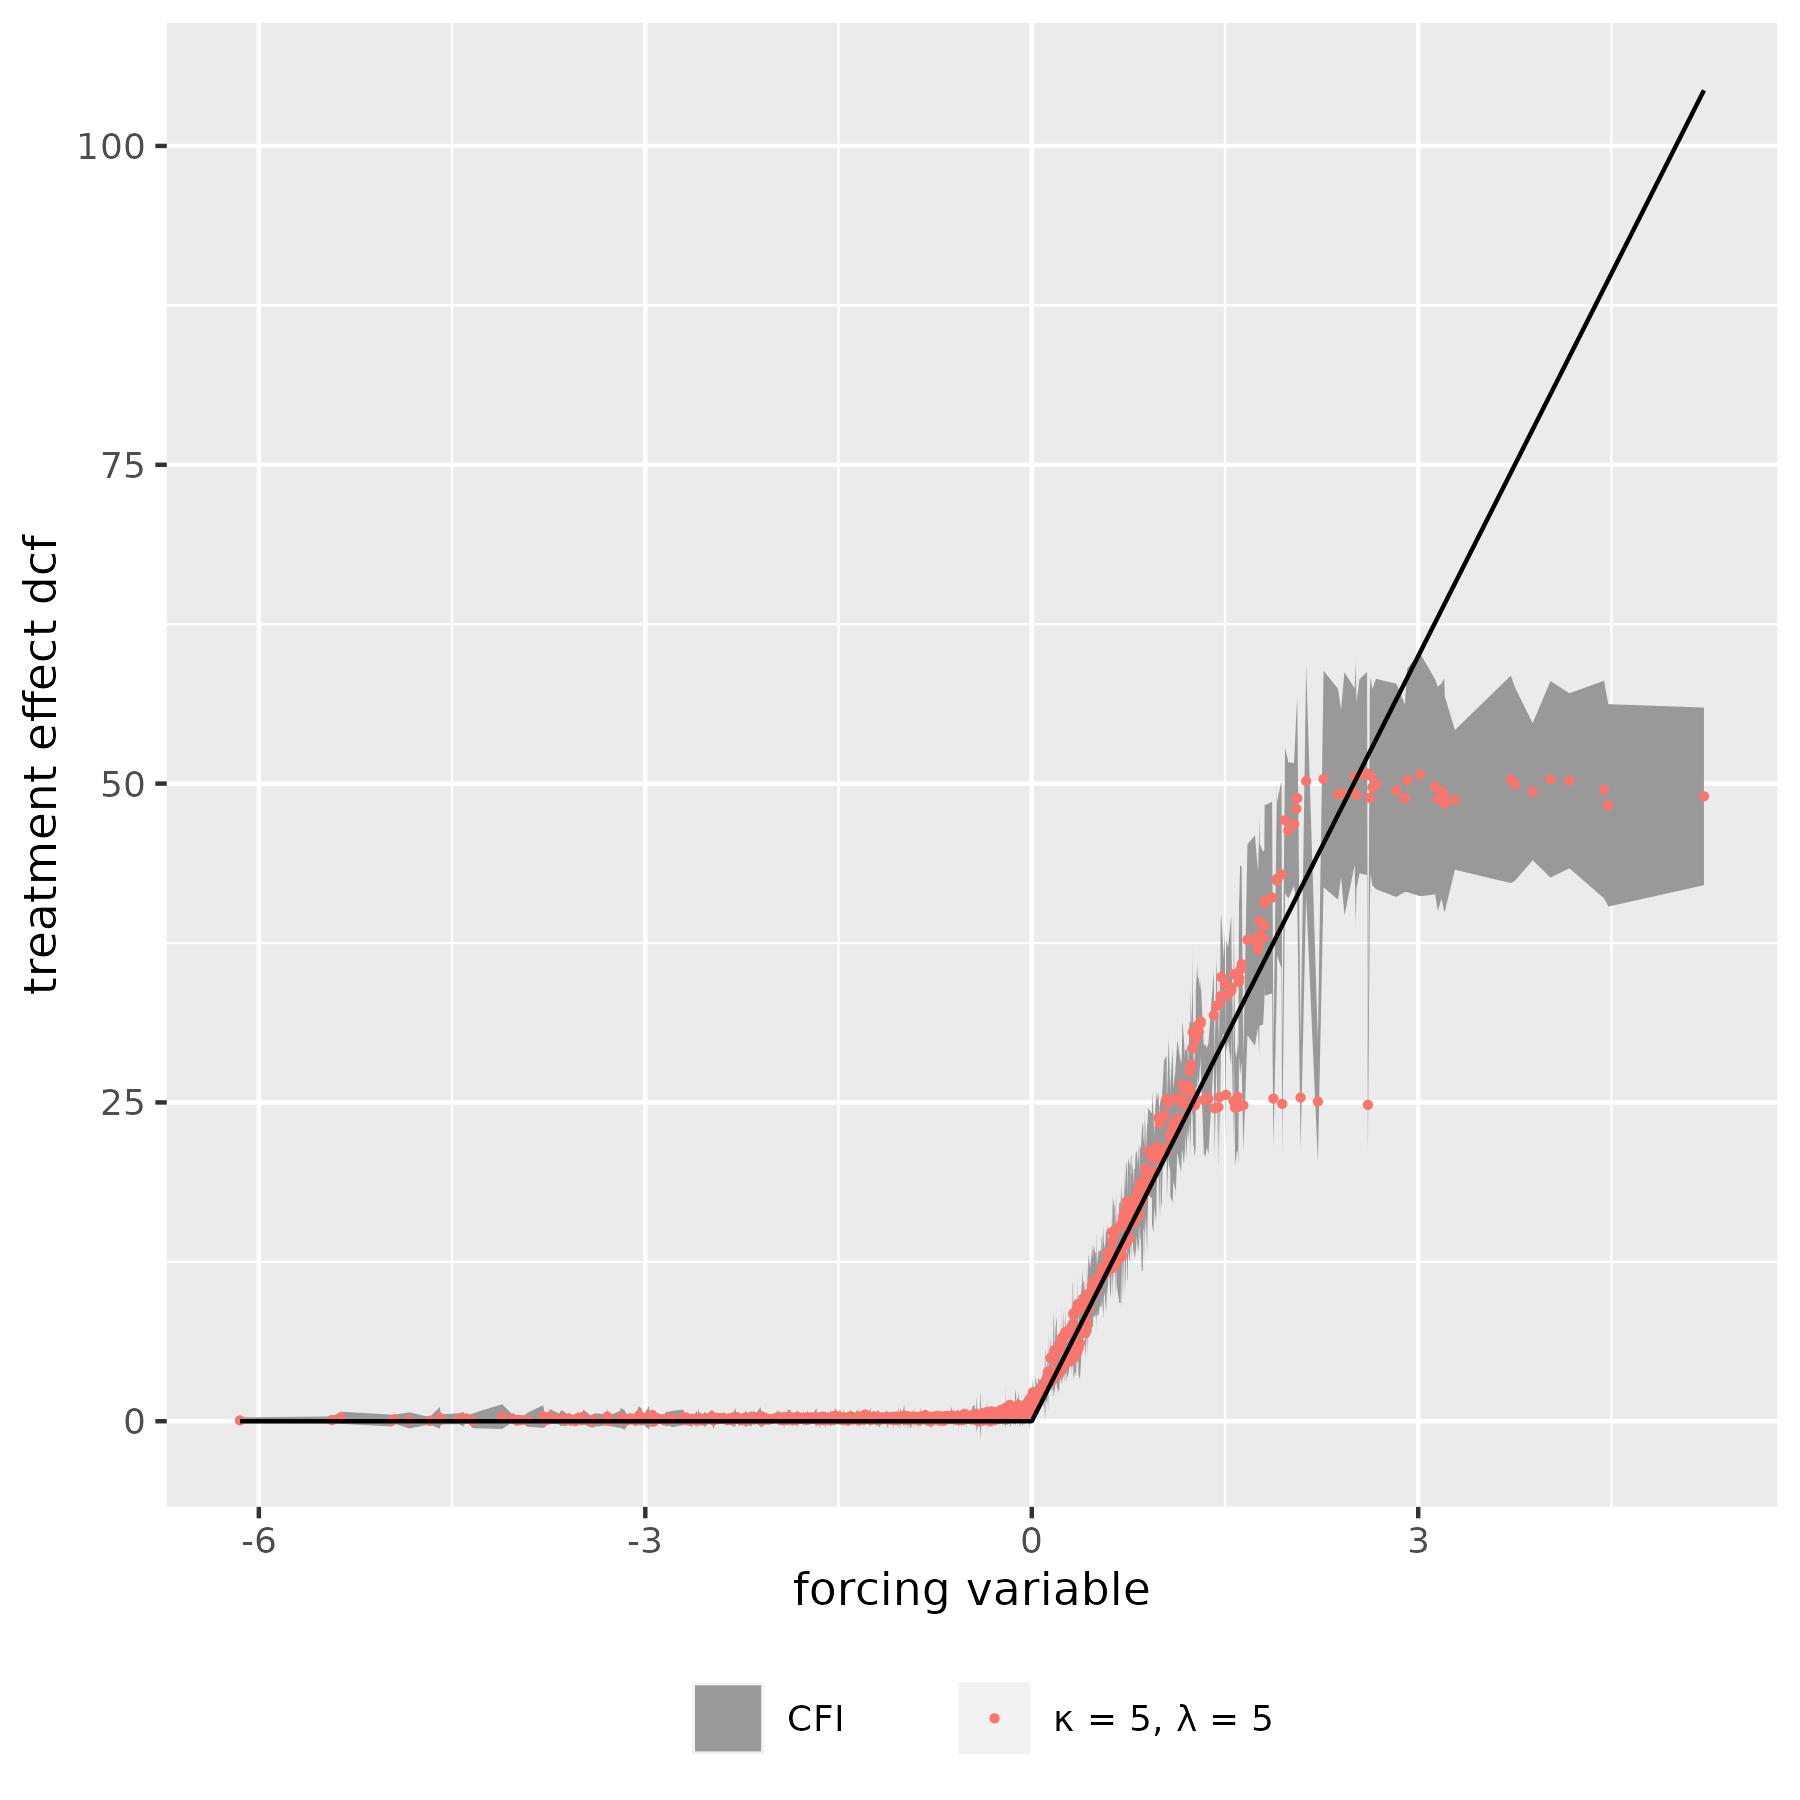 treatment effect dcf
100
75
50
25
0
-6 -3 0 3
forcing variable
CFI κ = 5, λ = 5